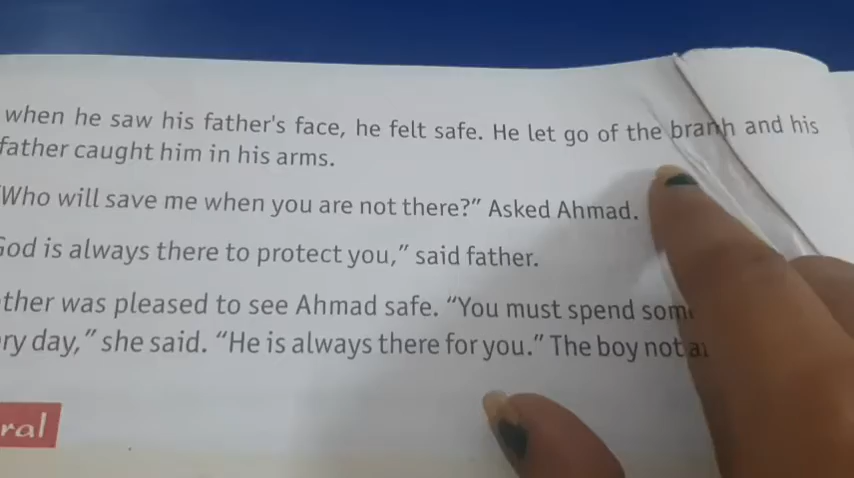 when he saw his father's face, he felt safe. He let go of the branh and his
father caught him in his arms.
"Who will save me when you are not there?" Asked Ahmad.
God is always there to protect you," said father.
ther was pleased to see Ahmad safe. "You must spend som
ry day," she said. "He is always there for you." The boy not
ral